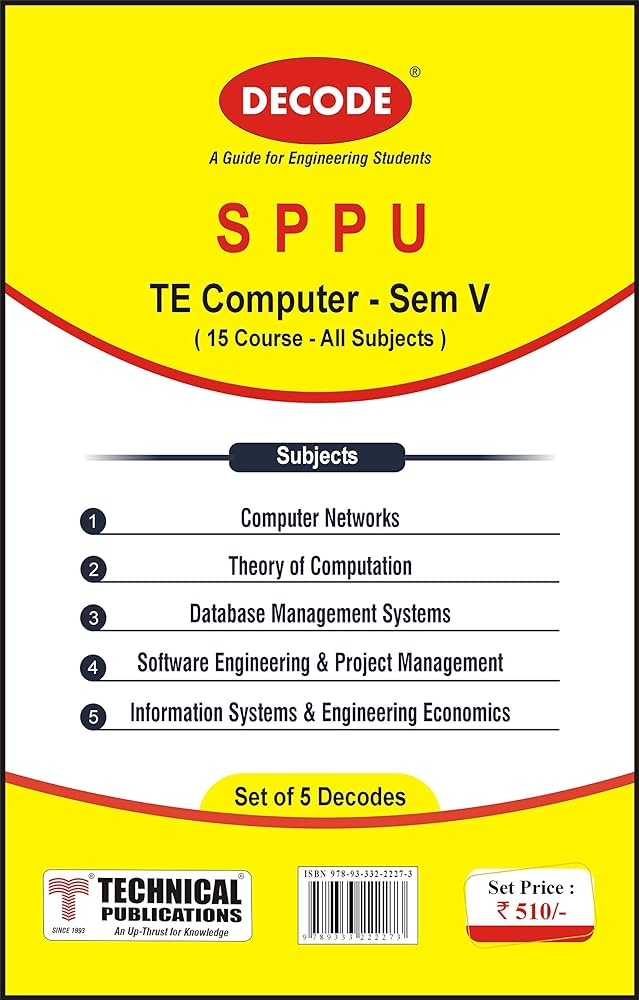 DECODE®
A Guide for Engineering Students
SPPU
TE Computer - Sem V
( 15 Course - All Subjects )
Subjects
1 Computer Networks
2 Theory of Computation
3 Database Management Systems
4 Software Engineering & Project Management
5 Information Systems & Engineering Economics
Set of 5 Decodes
® TECHNICAL®
PUBLICATIONS
SINCE 1993 An Up-Thrust for Knowledge
ISBN 978-93-332-2227-3
9789333222273
Set Price :
₹ 510/-